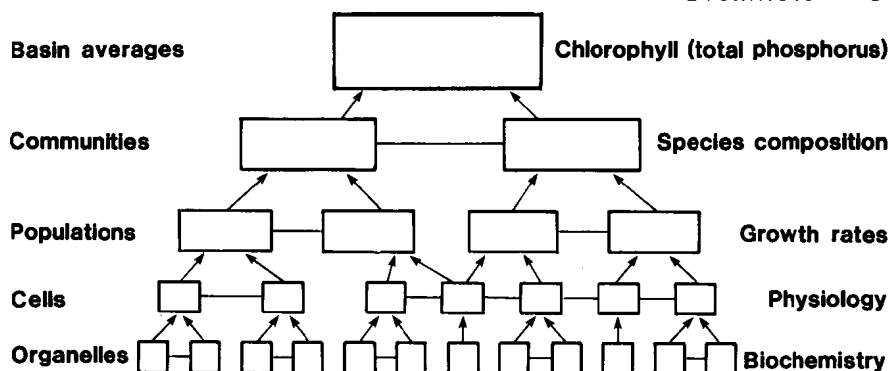 Basin averages Chlorophyll (total phosphorus)
Communities Species composition
Populations Growth rates
Cells Physiology
Organelles Biochemistry